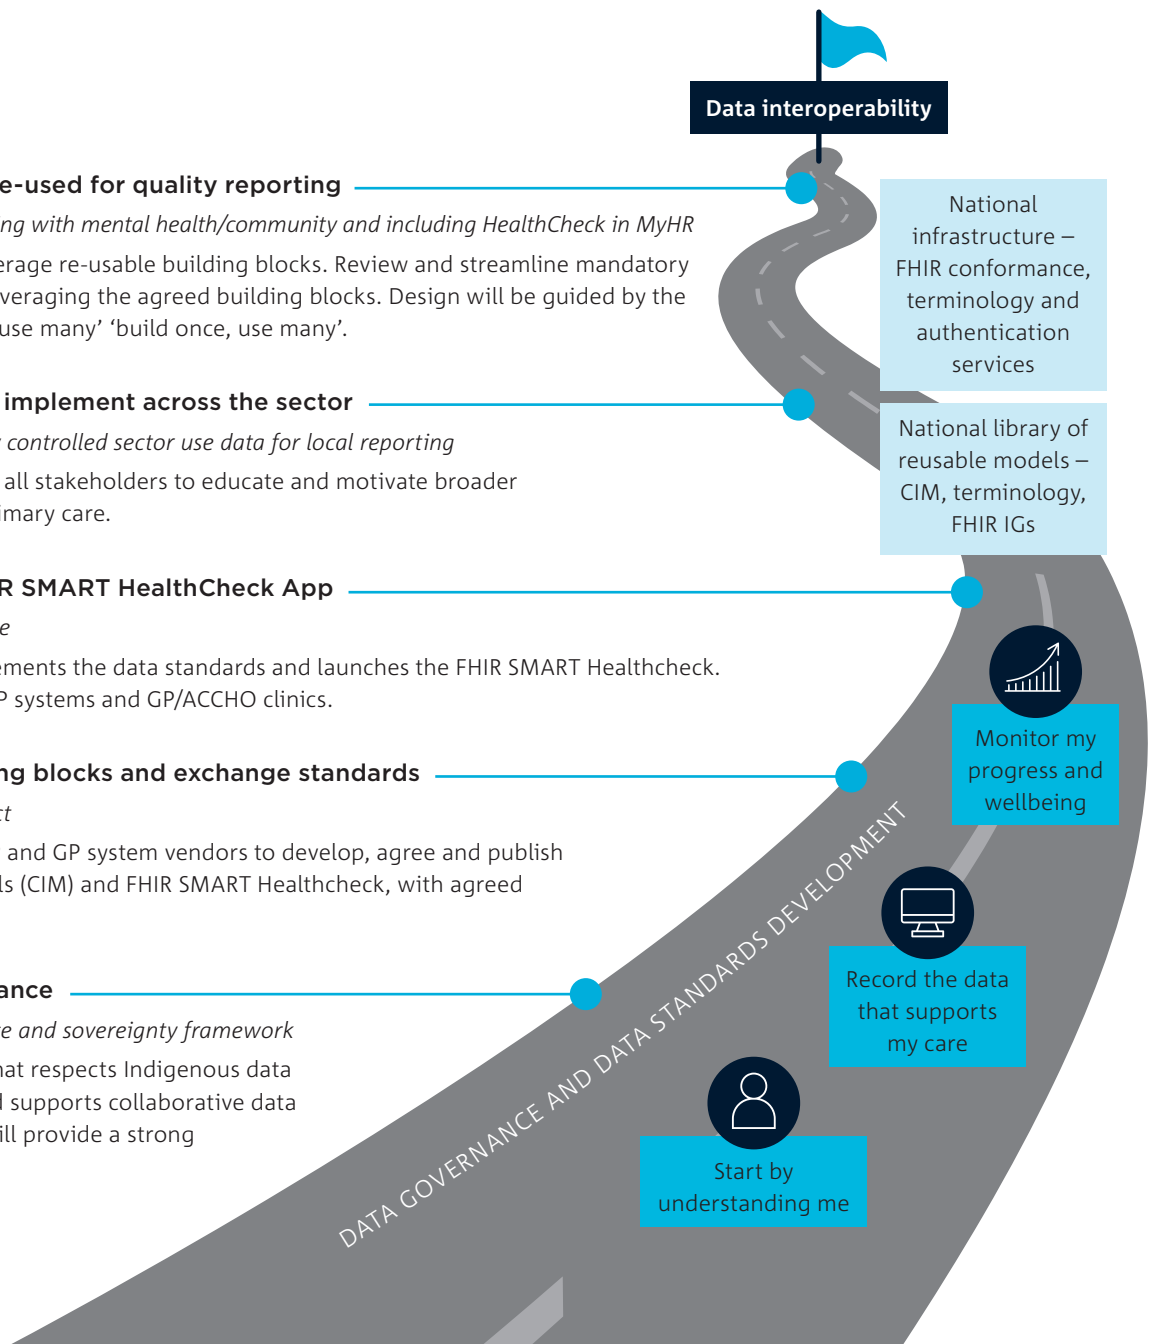 Data interoperability
e-used for quality reporting
ng with mental health/community and including HealthCheck in MyHR
erage re-usable building blocks. Review and streamline mandatory
everaging the agreed building blocks. Design will be guided by the
use many’ ‘build once, use many’.
National
infrastructure –
FHIR conformance,
terminology and
authentication
services
implement across the sector
controlled sector use data for local reporting
all stakeholders to educate and motivate broader
imary care.
National library of
reusable models –
CIM, terminology,
FHIR IGs
R SMART HealthCheck App
e
ements the data standards and launches the FHIR SMART Healthcheck.
P systems and GP/ACCHO clinics.
Monitor my
progress and
wellbeing
ng blocks and exchange standards
ct
and GP system vendors to develop, agree and publish
ls (CIM) and FHIR SMART Healthcheck, with agreed
Record the data
that supports
my care
ance
e and sovereignty framework
hat respects Indigenous data
d supports collaborative data
ill provide a strong
DATA GOVERNANCE AND DATA STANDARDS DEVELOPMENT
Start by
understanding me